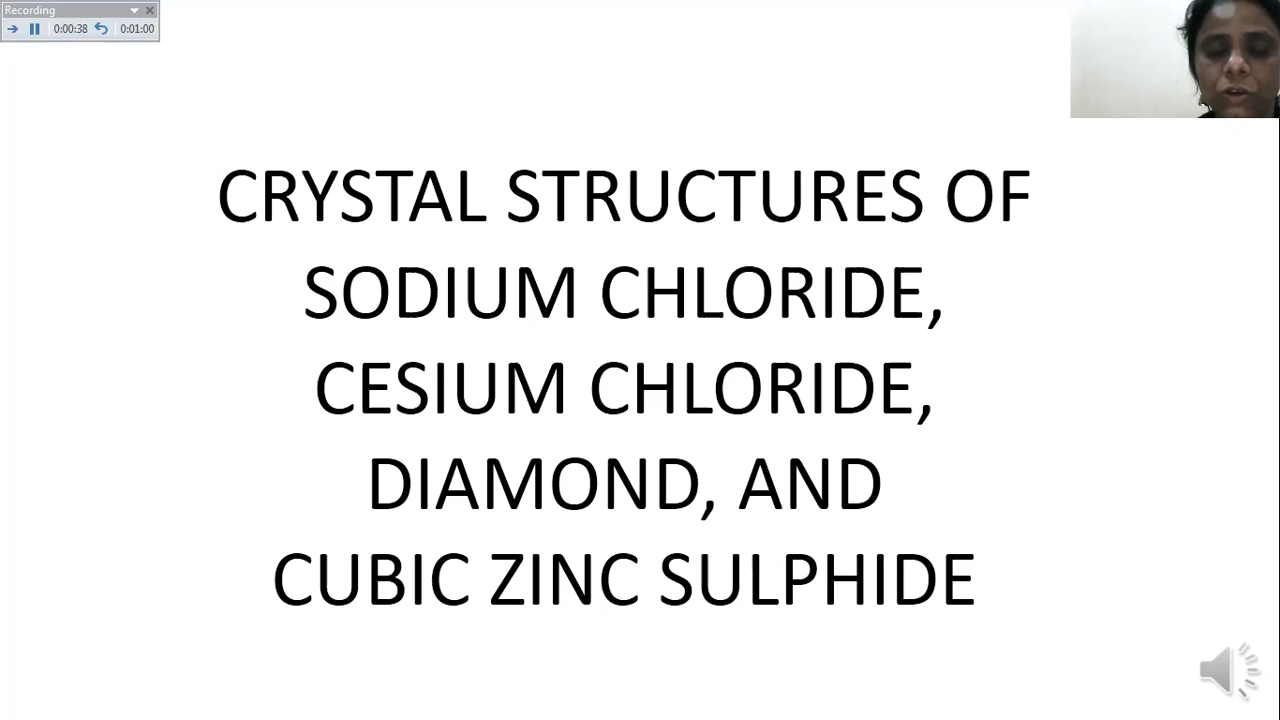 Recording
0:00:38 0:01:00
CRYSTAL STRUCTURES OF
SODIUM CHLORIDE,
CESIUM CHLORIDE,
DIAMOND, AND
CUBIC ZINC SULPHIDE